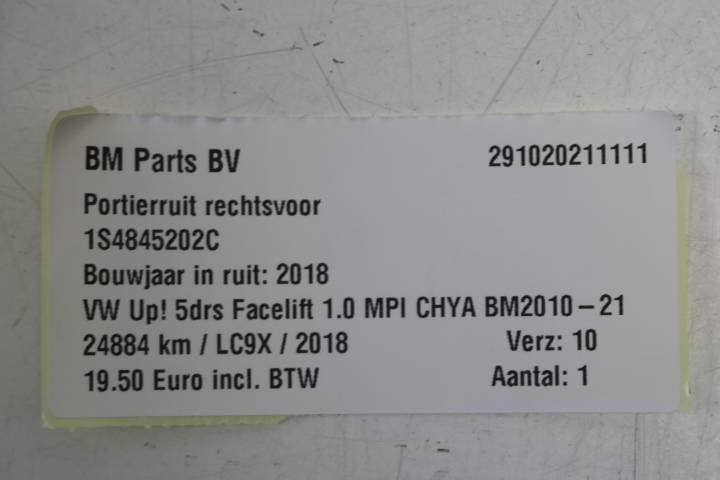 BM Parts BV 291020211111
Portierruit rechtsvoor
1S4845202C
Bouwjaar in ruit: 2018
VW Up! 5drs Facelift 1.0 MPI CHYA BM2010-21
24884 km / LC9X / 2018 Verz: 10
19.50 Euro incl. BTW Aantal: 1